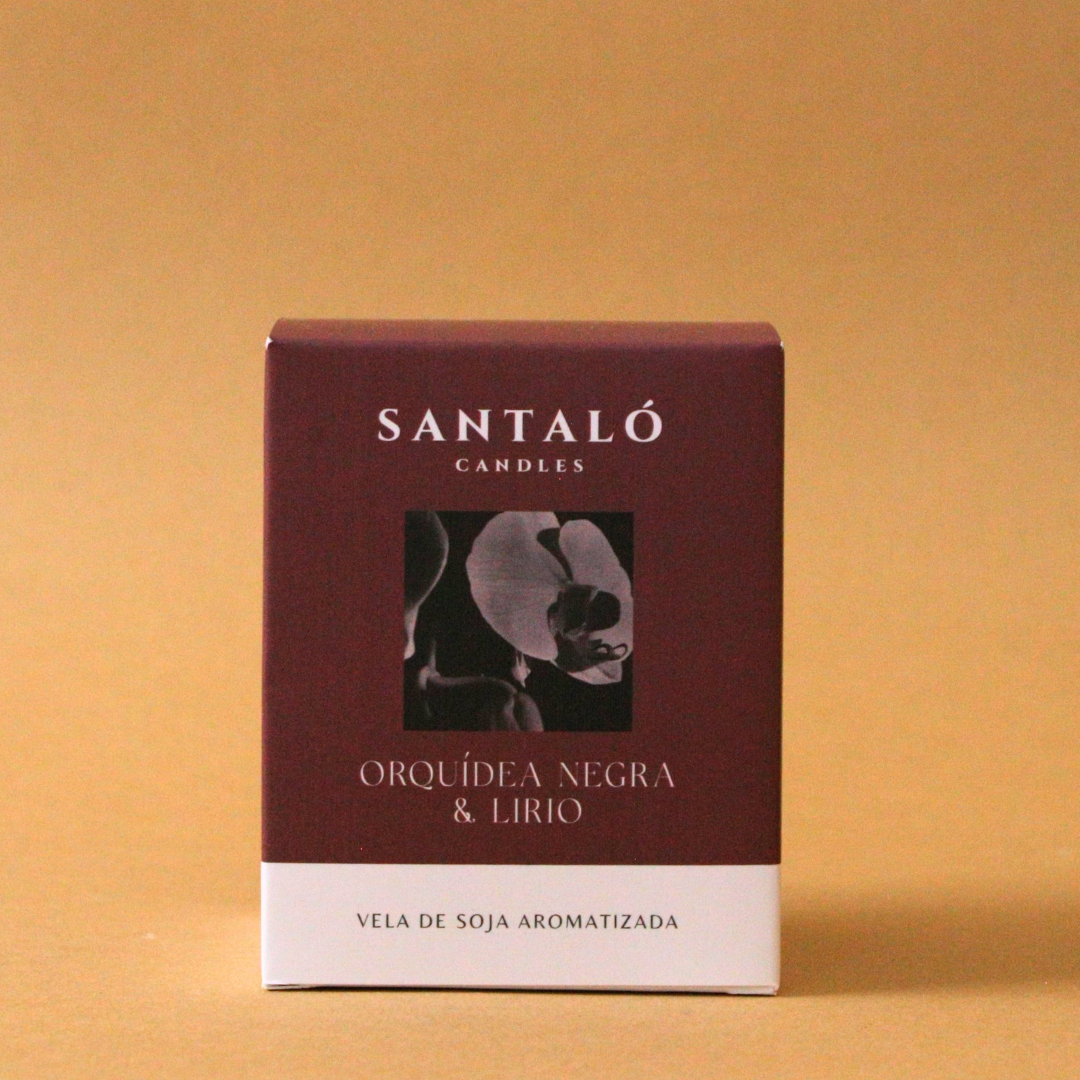 SANTALÓ
CANDLES
ORQUÍDEA NEGRA
& LIRIO
VELA DE SOJA AROMATIZADA